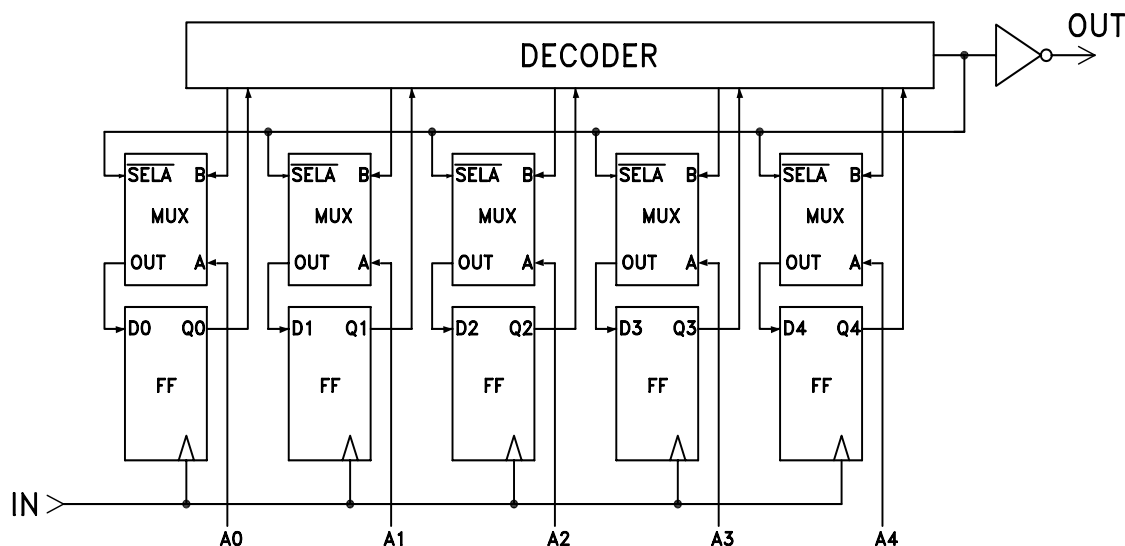 OUT
DECODER
SELA B SELA B SELA B SELA B SELA B
MUX MUX MUX MUX MUX
OUT A OUT A OUT A OUT A OUT A
D0 Q0 D1 Q1 D2 Q2 D3 Q3 D4 Q4
FF FF FF FF FF
IN
A0 A1 A2 A3 A4